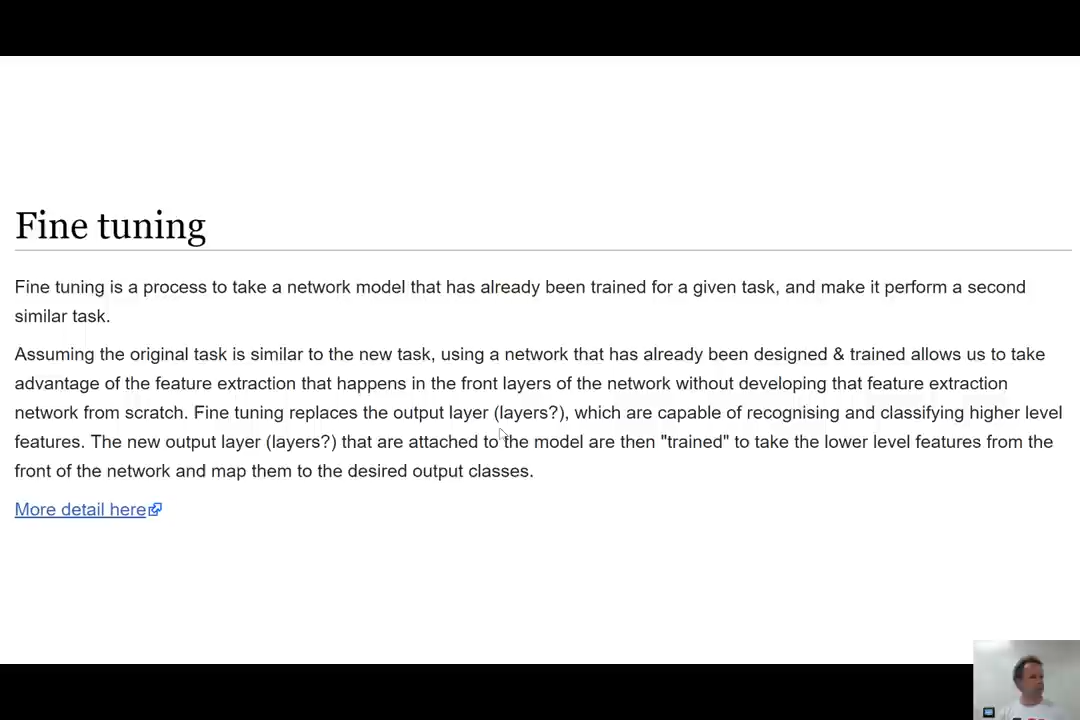 Fine tuning
Fine tuning is a process to take a network model that has already been trained for a given task, and make it perform a second
similar task.
Assuming the original task is similar to the new task, using a network that has already been designed & trained allows us to take
advantage of the feature extraction that happens in the front layers of the network without developing that feature extraction
network from scratch. Fine tuning replaces the output layer (layers?), which are capable of recognising and classifying higher level
features. The new output layer (layers?) that are attached to the model are then "trained" to take the lower level features from the
front of the network and map them to the desired output classes.
More detail here